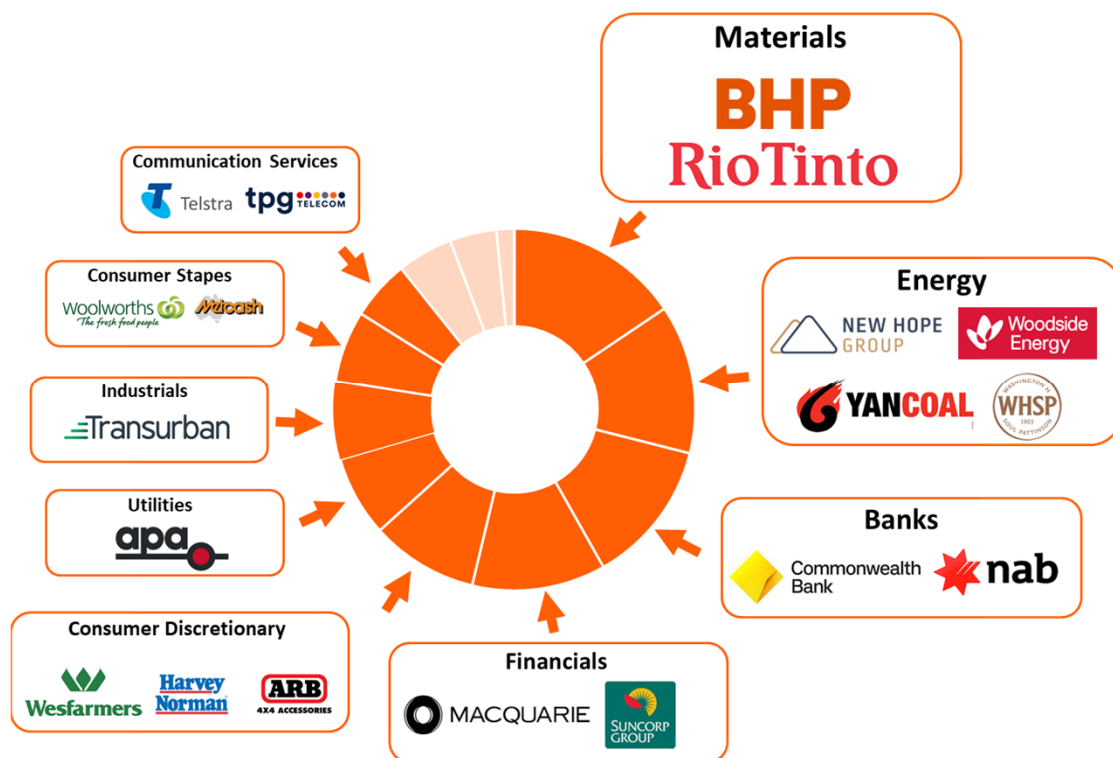 Materials
BHP
RioTinto
Communication Services
Telstra
tpg TELECOM
Consumer Stapes
woolworths
The fresh food people
Metcash
Industrials
Transurban
Utilities
apa
Consumer Discretionary
Wesfarmers
Harvey
Norman
ARB
4X4 ACCESSORIES
Financials
MACQUARIE
SUNCORP
GROUP
Banks
Commonwealth
Bank
nab
Energy
NEW HOPE
GROUP
Woodside
Energy
YANCOAL
WASHINGTON H.
WHSP
1903
SOUL PATTINSON